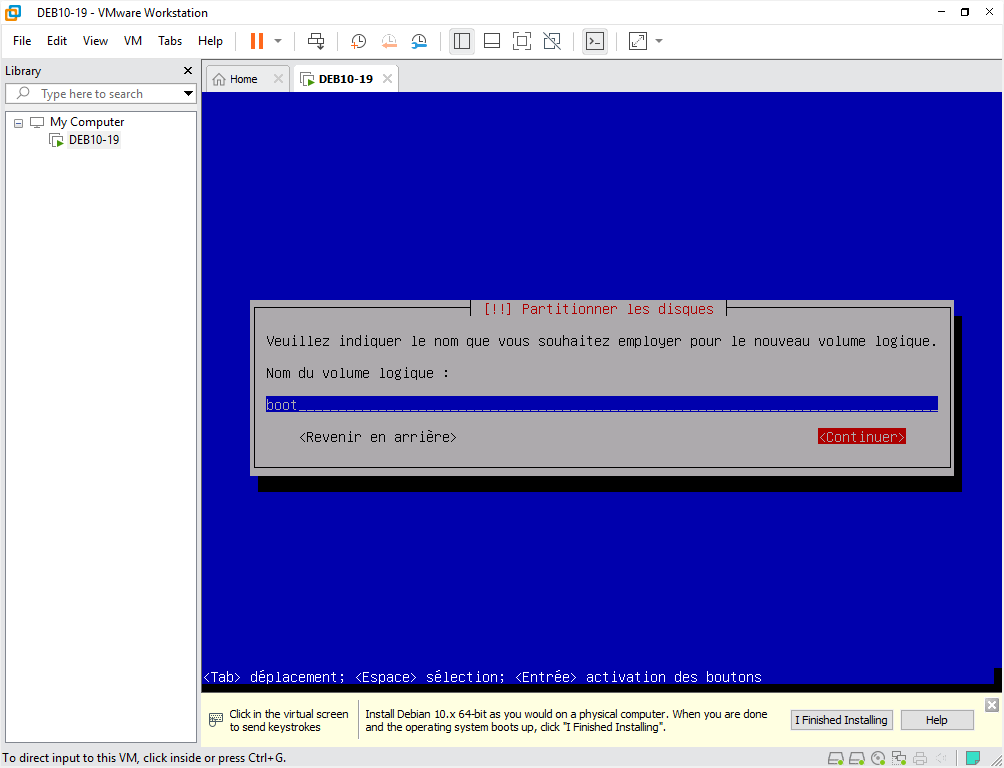 DEB10-19 - VMware Workstation
File Edit View VM Tabs Help
Library
Type here to search
My Computer
DEB10-19
Home
DEB10-19
[!!] Partitionner les disques
Veuillez indiquer le nom que vous souhaitez employer pour le nouveau volume logique.
Nom du volume logique :
boot
<Revenir en arrière> <Continuer>
<Tab> déplacement; <Espace> sélection; <Entrée> activation des boutons
Click in the virtual screen
to send keystrokes
Install Debian 10.x 64-bit as you would on a physical computer. When you are done
and the operating system boots up, click "I Finished Installing".
I Finished Installing
Help
To direct input to this VM, click inside or press Ctrl+G.